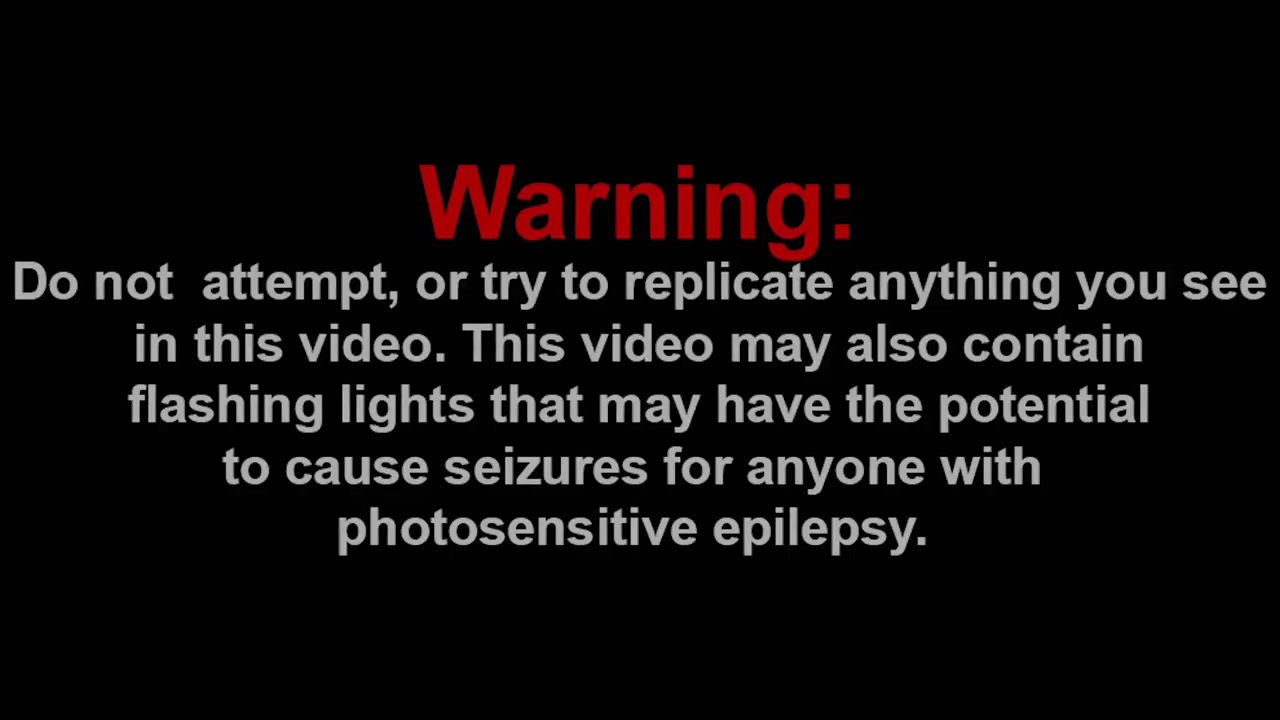 Warning:
Do not  attempt, or try to replicate anything you see
in this video. This video may also contain
flashing lights that may have the potential
to cause seizures for anyone with
photosensitive epilepsy.